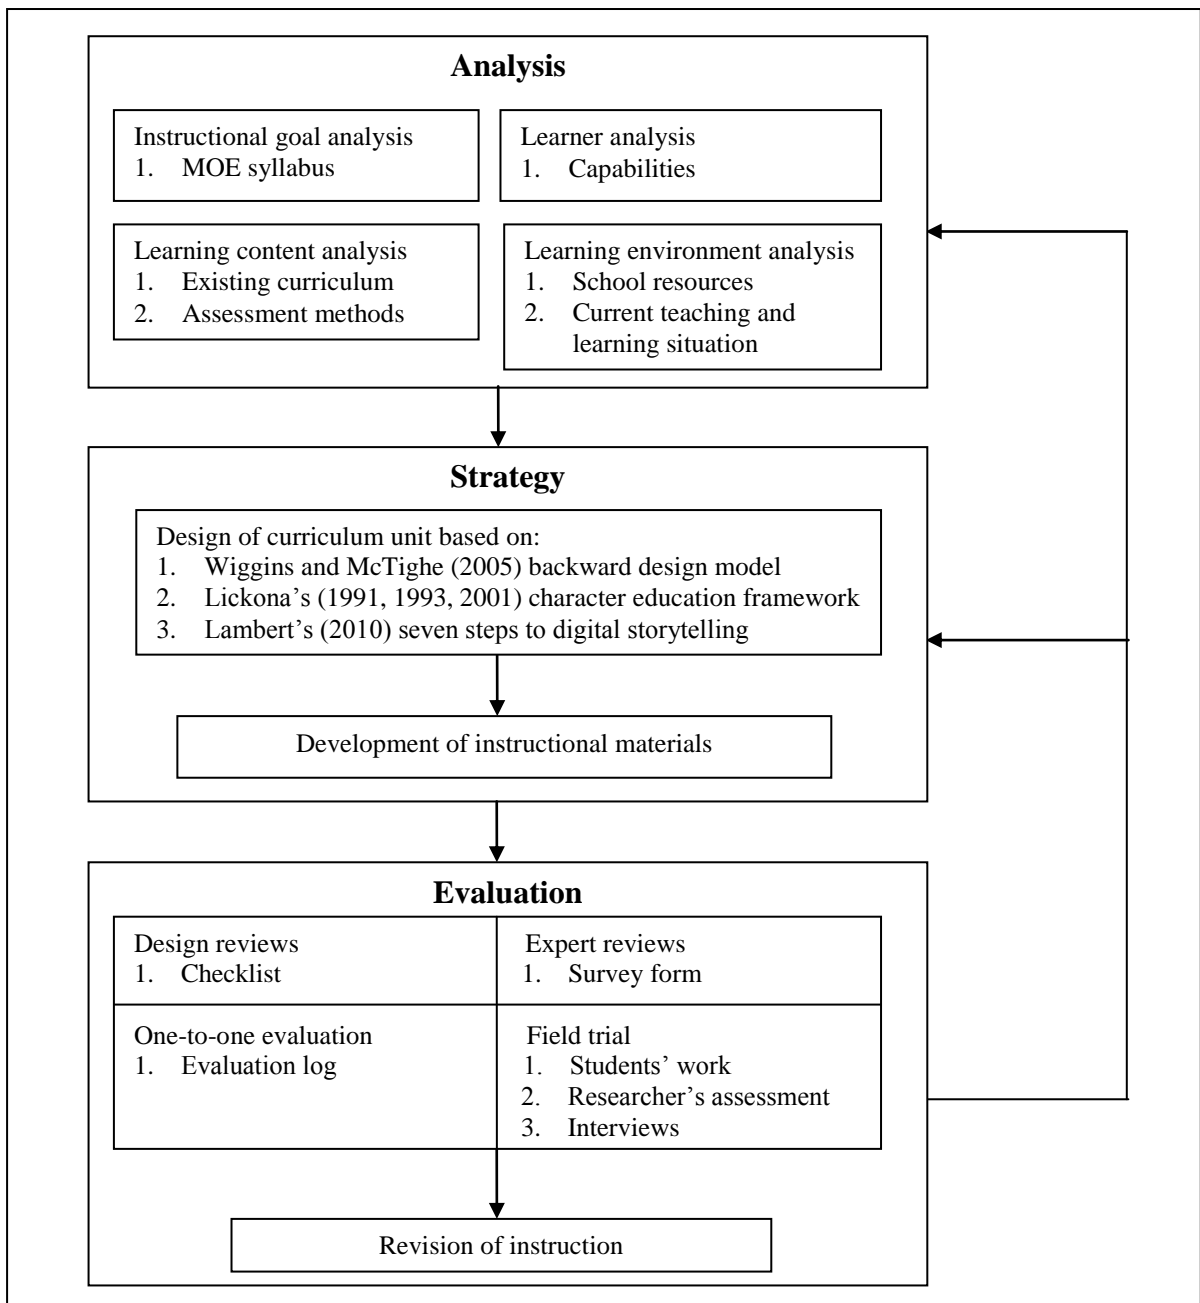 Analysis
Instructional goal analysis
1. MOE syllabus
Learner analysis
1. Capabilities
Learning content analysis
1. Existing curriculum
2. Assessment methods
Learning environment analysis
1. School resources
2. Current teaching and
learning situation
Strategy
Design of curriculum unit based on:
1. Wiggins and McTighe (2005) backward design model
2. Lickona’s (1991, 1993, 2001) character education framework
3. Lambert’s (2010) seven steps to digital storytelling
Development of instructional materials
Evaluation
Design reviews
1. Checklist
Expert reviews
1. Survey form
One-to-one evaluation
1. Evaluation log
Field trial
1. Students’ work
2. Researcher’s assessment
3. Interviews
Revision of instruction